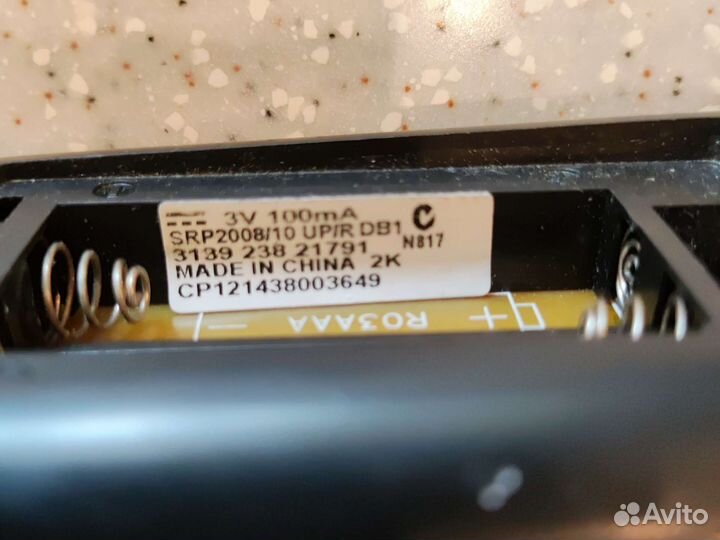 3V 100mA
SRP2008/10 UP/R DB1
N817
3139 238 21791
MADE IN CHINA 2K
CP121438003649
− R03AAA +
Avito